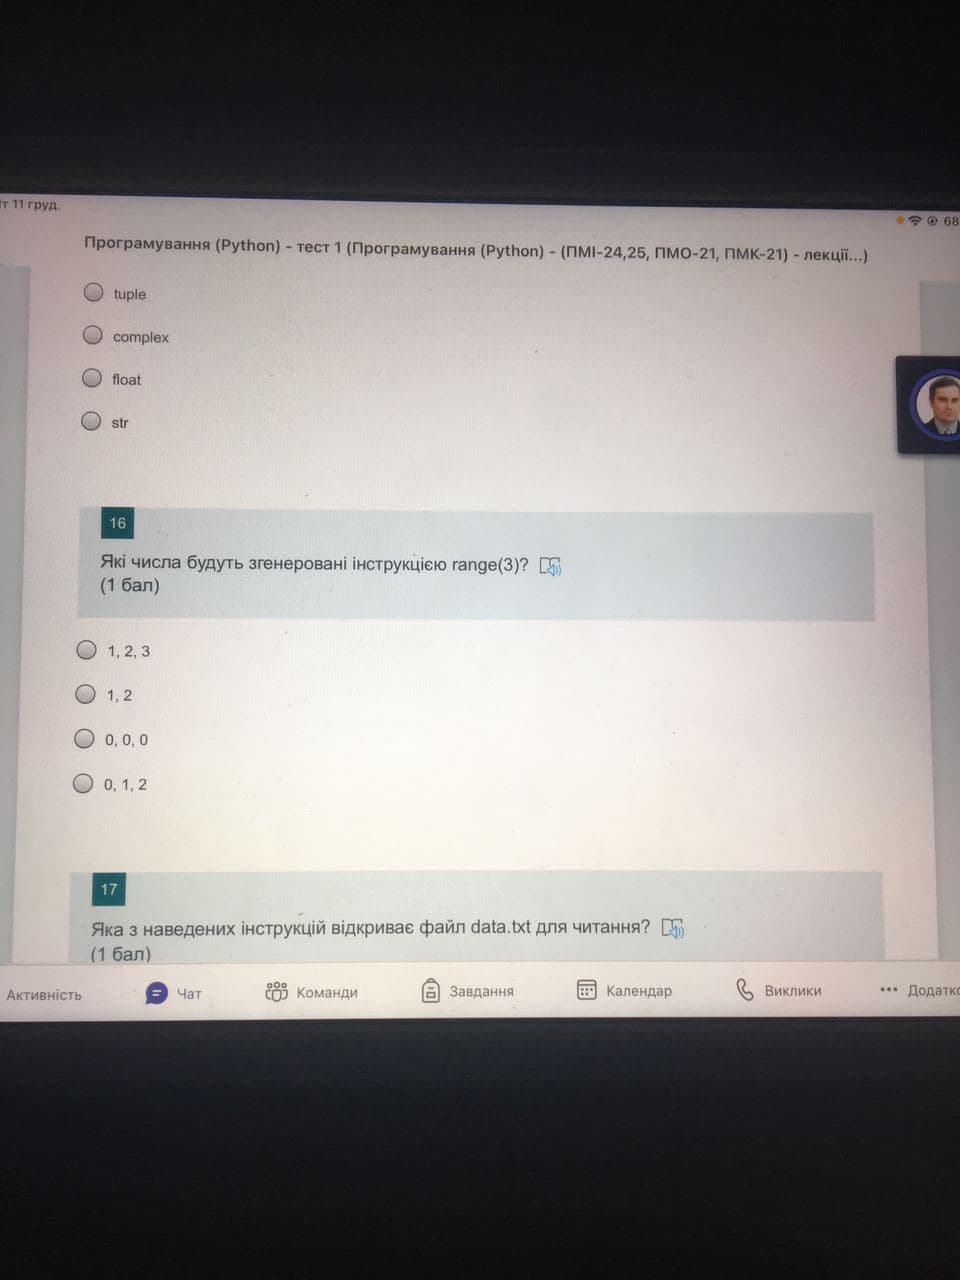 11 груд.
68
Програмування (Python) - тест 1 (Програмування (Python) - (ПМІ-24,25, ПМО-21, ПМК-21) - лекції...)
tuple
complex
float
str
16
Які числа будуть згенеровані інструкцією range(3)?
(1 бал)
1, 2, 3
1, 2
0, 0, 0
0, 1, 2
17
Яка з наведених інструкцій відкриває файл data.txt для читання?
(1 бал)
Активність
Чат
Команди
Завдання
Календар
Виклики